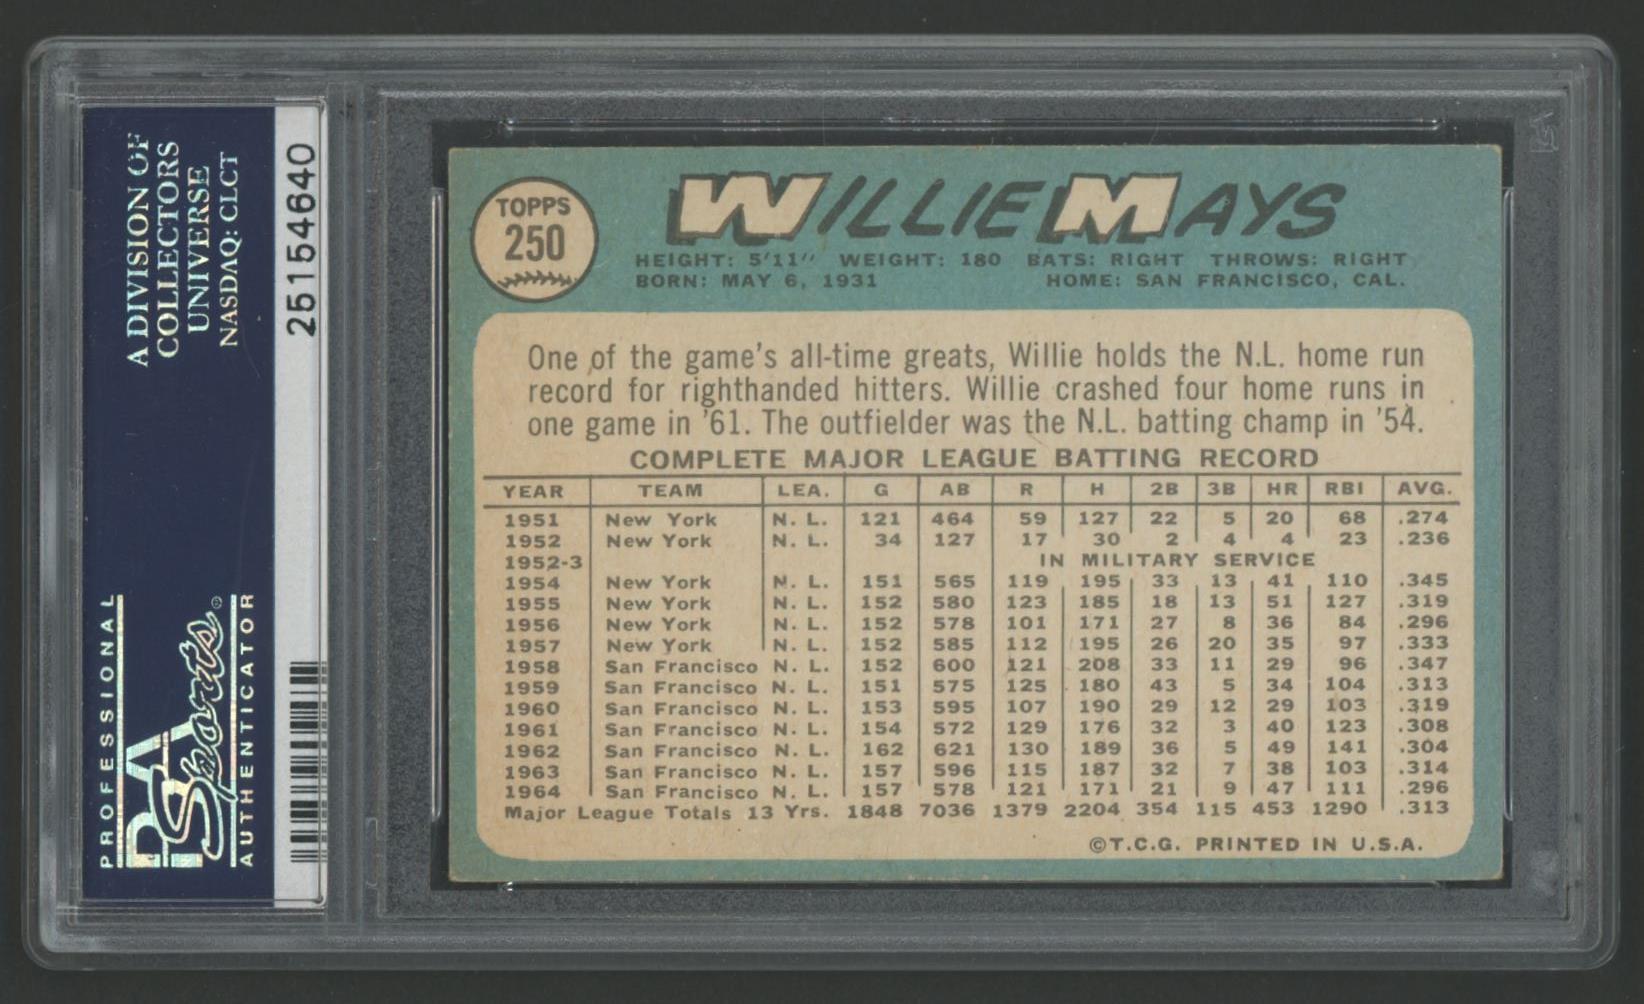 A DIVISION OF
COLLECTORS
UNIVERSE
NASDAQ: CLCT
25154640
PROFESSIONAL
PSA
Sports®
AUTHENTICATOR
TOPPS
250
WILLIE MAYS
HEIGHT: 5'11" WEIGHT: 180 BATS: RIGHT THROWS: RIGHT
BORN: MAY 6, 1931 HOME: SAN FRANCISCO, CAL.
One of the game's all-time greats, Willie holds the N.L. home run
record for righthanded hitters. Willie crashed four home runs in
one game in '61. The outfielder was the N.L. batting champ in '54.
COMPLETE MAJOR LEAGUE BATTING RECORD
YEAR TEAM LEA. G AB R H 2B 3B HR RBI AVG.
1951 New York N. L. 121 464 59 127 22 5 20 68 .274
1952 New York N. L. 34 127 17 30 2 4 4 23 .236
1952-3 IN MILITARY SERVICE
1954 New York N. L. 151 565 119 195 33 13 41 110 .345
1955 New York N. L. 152 580 123 185 18 13 51 127 .319
1956 New York N. L. 152 578 101 171 27 8 36 84 .296
1957 New York N. L. 152 585 112 195 26 20 35 97 .333
1958 San Francisco N. L. 152 600 121 208 33 11 29 96 .347
1959 San Francisco N. L. 151 575 125 180 43 5 34 104 .313
1960 San Francisco N. L. 153 595 107 190 29 12 29 103 .319
1961 San Francisco N. L. 154 572 129 176 32 3 40 123 .308
1962 San Francisco N. L. 162 621 130 189 36 5 49 141 .304
1963 San Francisco N. L. 157 596 115 187 32 7 38 103 .314
1964 San Francisco N. L. 157 578 121 171 21 9 47 111 .296
Major League Totals 13 Yrs. 1848 7036 1379 2204 354 115 453 1290 .313
©T.C.G. PRINTED IN U.S.A.